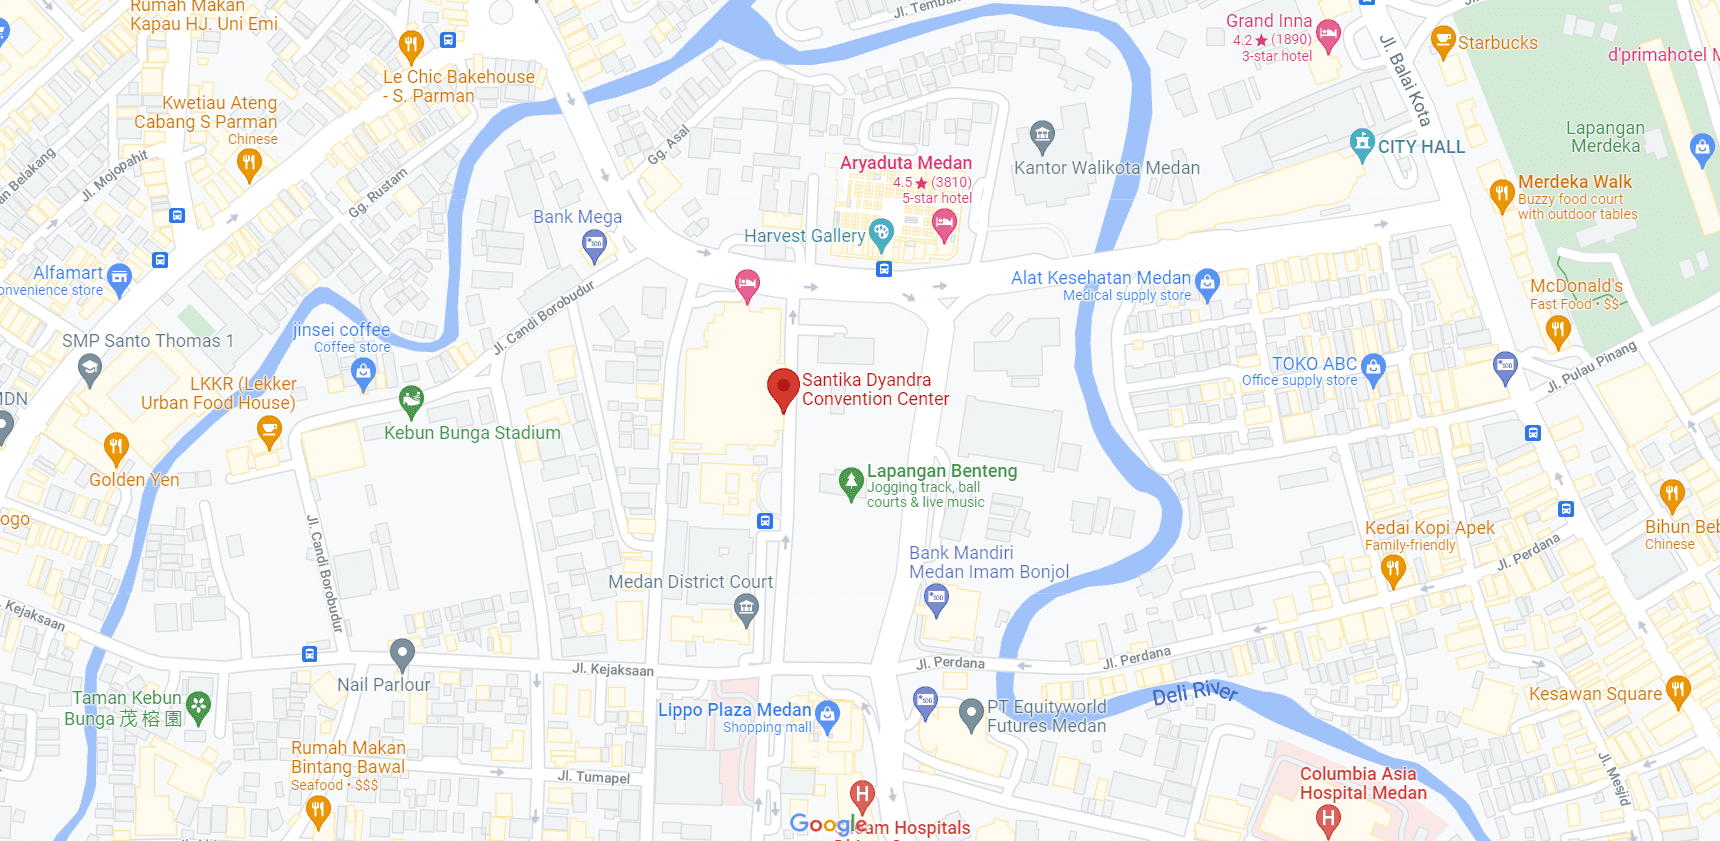 Rumah Makan
Kapau HJ. Uni Emi
Jl. Tembak
Grand Inna
4.2 ★ (1890)
3-star hotel
Jl. Balai Kota
Starbucks
d'primahotel M
Le Chic Bakehouse
- S. Parman
Kwetiau Ateng
Cabang S Parman
Chinese
Gg. Asal
Kantor Walikota Medan
CITY HALL
Lapangan
Merdeka
an Belakang
Jl. Mojopahit
Gg. Rustam
Aryaduta Medan
4.5 ★ (3810)
5-star hotel
Merdeka Walk
Buzzy food court
with outdoor tables
Bank Mega
Harvest Gallery
Alfamart
onvenience store
Alat Kesehatan Medan
Medical supply store
McDonald's
Fast Food • $$
Jl. Candi Borobudur
SMP Santo Thomas 1
jinsei coffee
Coffee store
TOKO ABC
Office supply store
Jl. Pulau Pinang
MDN
LKKR (Lekker
Urban Food House)
Santika Dyandra
Convention Center
Kebun Bunga Stadium
Golden Yen
Lapangan Benteng
Jogging track, ball
courts & live music
ogo
Jl. Candi Borobudur
Kedai Kopi Apek
Family-friendly
Jl. Perdana
Bihun Beb
Chinese
Bank Mandiri
Medan Imam Bonjol
Medan District Court
Kejaksaan
Jl. Kejaksaan
Jl. Perdana
Jl. Perdana
Nail Parlour
Deli River
Kesawan Square
Taman Kebun
Bunga 茂榕園
Lippo Plaza Medan
Shopping mall
PT Equityworld
Futures Medan
Rumah Makan
Bintang Bawal
Seafood • $$$
Jl. Tumapel
Jl. Mesjid
Columbia Asia
Hospital Medan
Google
am Hospitals